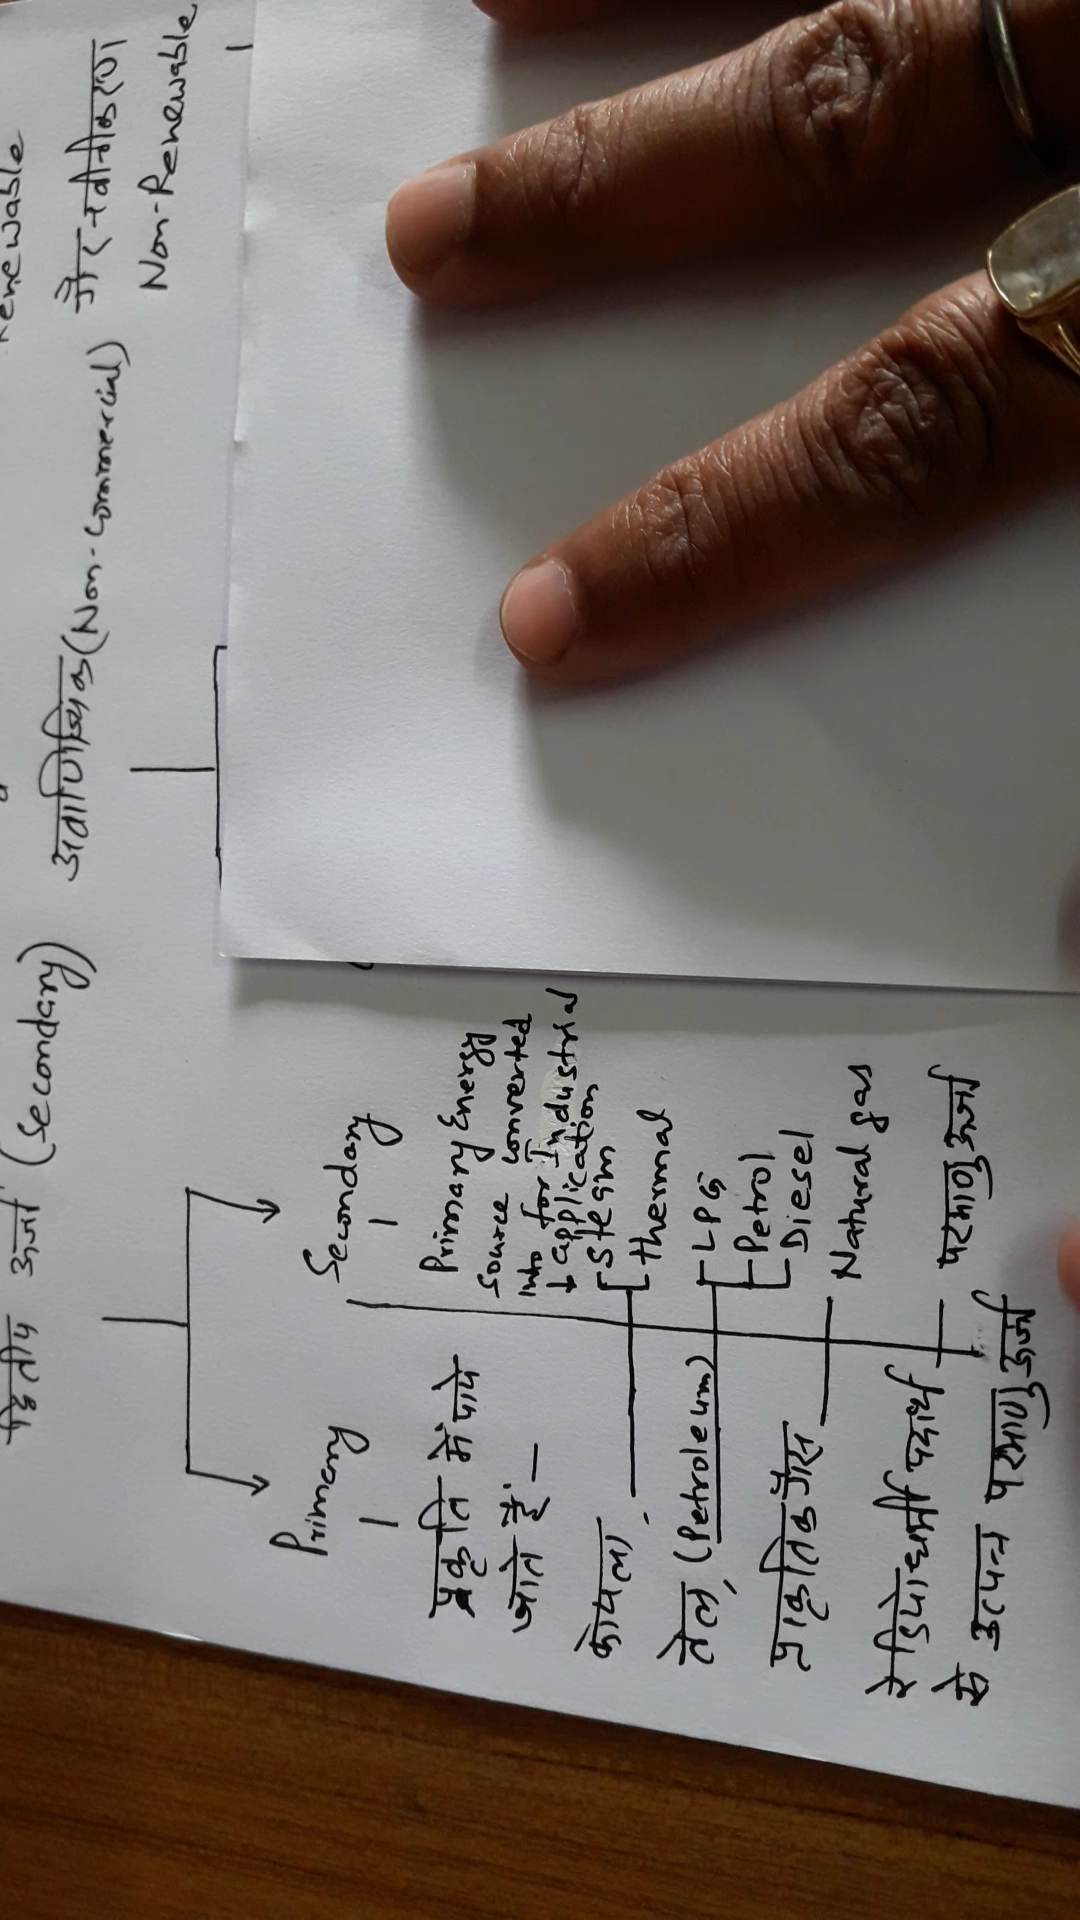 Renewable
द्वितीय ऊर्जा (Secondary)
अवाणिज्यिक (Non-Commercial)
गैर नवीनीकरण
Non-Renewable
Primary
Secondary
प्रकृति में पाये
जाते हैं -
Primary Energy
Source converted
into for Industrial
application
कोयला
Steam
thermal
तेल, (Petroleum)
LPG
Petrol
Diesel
प्राकृतिक गैस
Natural gas
रेडियोधर्मी पदार्थ
परमाणु ऊर्जा
के उत्पन्न परमाणु ऊर्जा